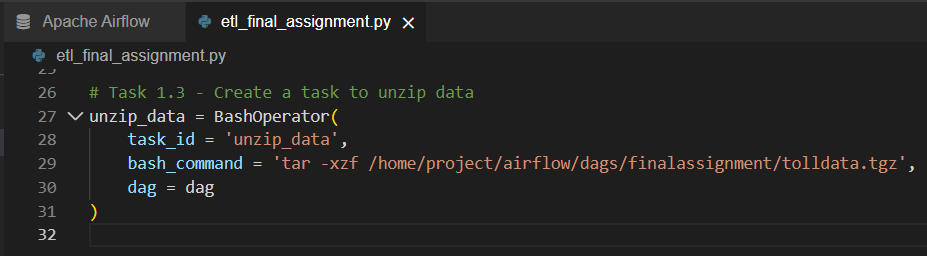 Apache Airflow
etl_final_assignment.py
etl_final_assignment.py
25
26 # Task 1.3 - Create a task to unzip data
27 unzip_data = BashOperator(
28     task_id = 'unzip_data',
29     bash_command = 'tar -xzf /home/project/airflow/dags/finalassignment/tolldata.tgz',
30     dag = dag
31 )
32